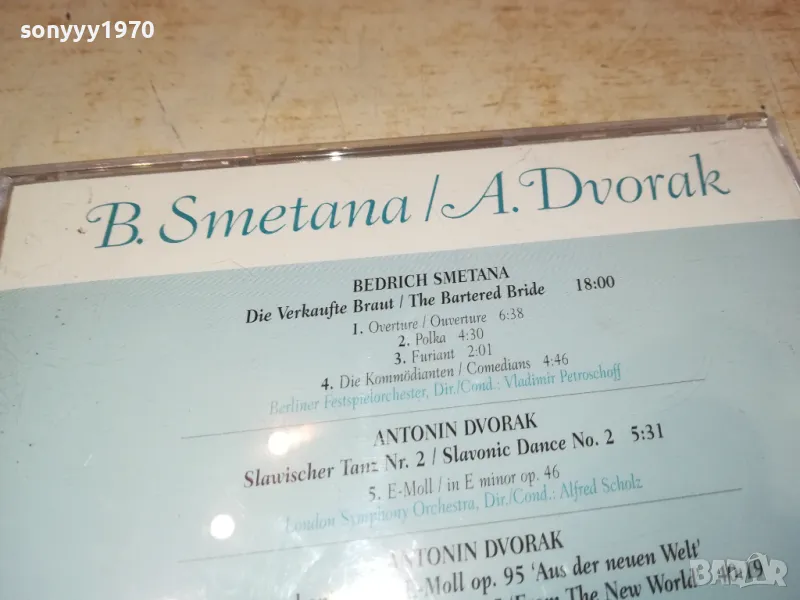 sonyyy1970
B. Smetana / A. Dvorak
BEDRICH SMETANA
Die Verkaufte Braut / The Bartered Bride 18:00
1. Overture / Ouverture 6:38
2. Polka 4:30
3. Furiant 2:01
4. Die Kommödianten / Comedians 4:46
Berliner Festspielorchester, Dir./Cond.: Vladimir Petroschoff
ANTONIN DVORAK
Slawischer Tanz Nr. 2 / Slavonic Dance No. 2 5:31
5. E-Moll / in E minor op. 46
London Symphony Orchestra, Dir./Cond.: Alfred Scholz
ANTONIN DVORAK
-Moll op. 95 'Aus der neuen Welt'
The New World' 40:19
BAZAR